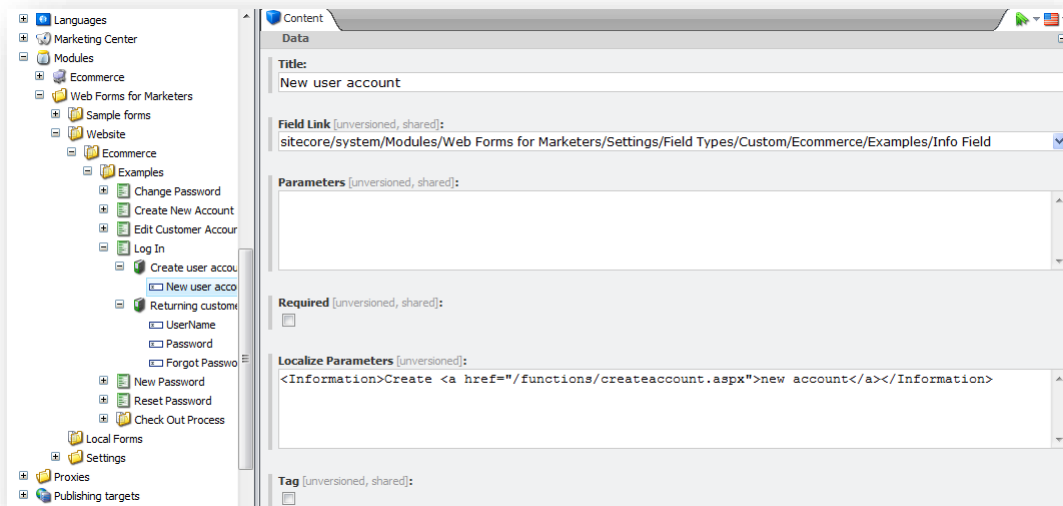 Languages
Marketing Center
Modules
Ecommerce
Web Forms for Marketers
Sample forms
Website
Ecommerce
Examples
Change Password
Create New Account
Edit Customer Accour
Log In
Create user accou
New user acco
Returning custome
UserName
Password
Forgot Passwo
New Password
Reset Password
Check Out Process
Local Forms
Settings
Proxies
Publishing targets
Content
Data
Title:
New user account
Field Link [unversioned, shared]:
sitecore/system/Modules/Web Forms for Marketers/Settings/Field Types/Custom/Ecommerce/Examples/Info Field
Parameters [unversioned, shared]:
Required [unversioned, shared]:
Localize Parameters [unversioned]:
<Information>Create <a href="/functions/createaccount.aspx">new account</a></Information>
Tag [unversioned, shared]: